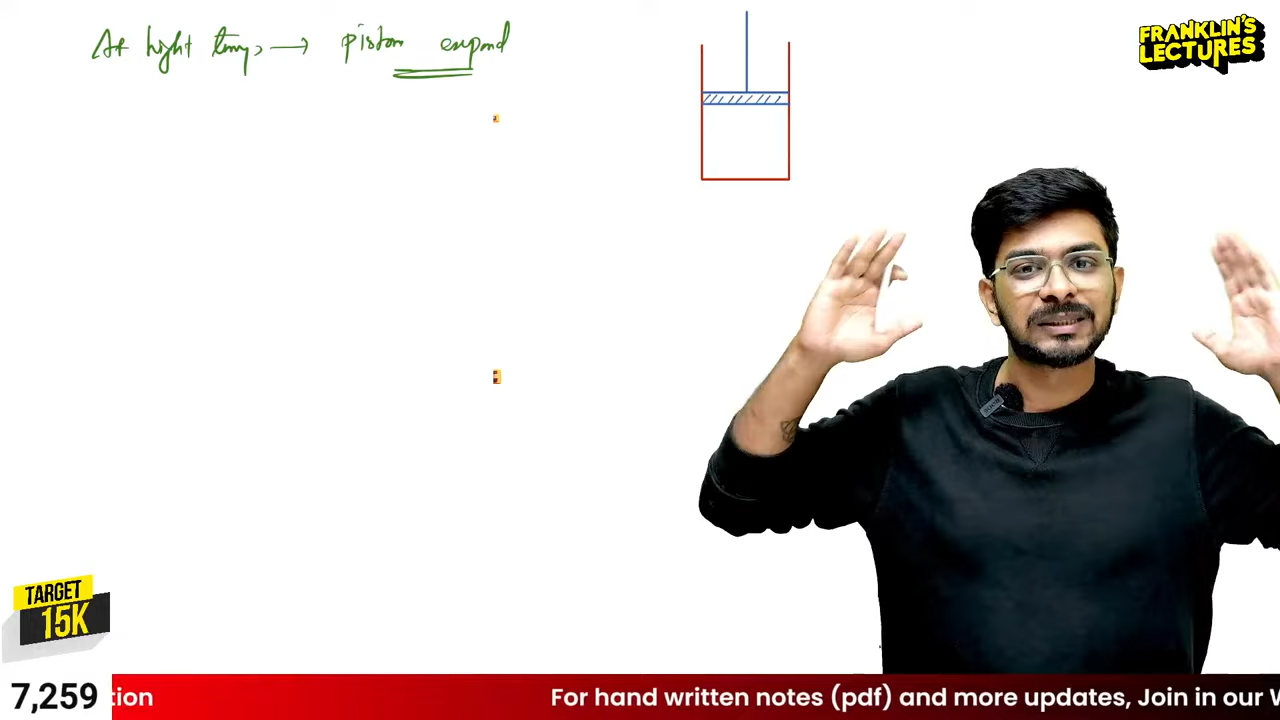 At hight temp, → piston expand
FRANKLIN'S
LECTURES
TARGET
15K
7,259
tion
For hand written notes (pdf) and more updates, Join in our W